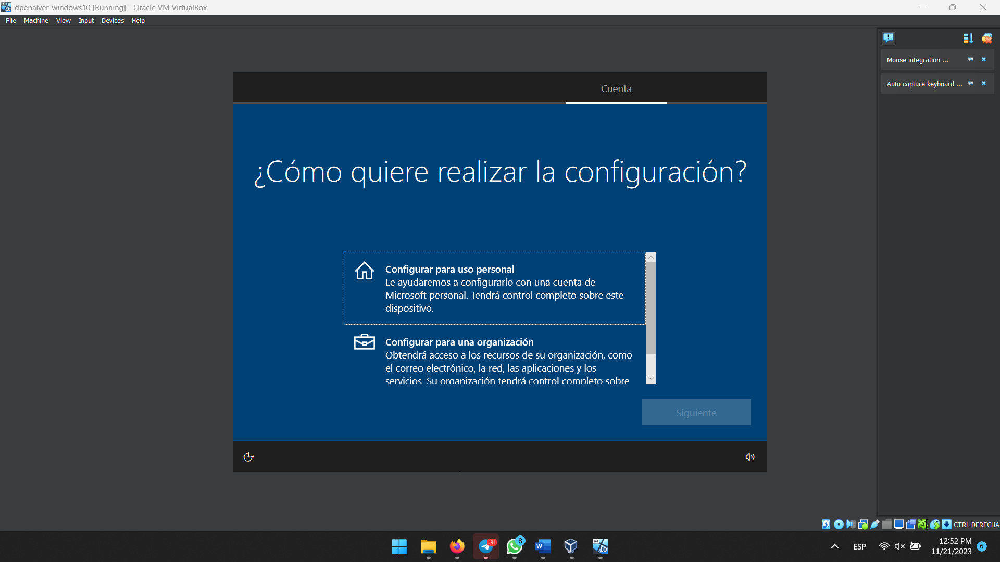 dpenalver-windows10 [Running] - Oracle VM VirtualBox
File Machine View Input Devices Help
Mouse integration ...
Auto capture keyboard ...
Cuenta
¿Cómo quiere realizar la configuración?
Configurar para uso personal
Le ayudaremos a configurarlo con una cuenta de
Microsoft personal. Tendrá control completo sobre este
dispositivo.
Configurar para una organización
Obtendrá acceso a los recursos de su organización, como
el correo electrónico, la red, las aplicaciones y los
servicios. Su organización tendrá control completo sobre
Siguiente
CTRL DERECHA
..91
8
W
64
10
ESP
12:52 PM
11/21/2023
6